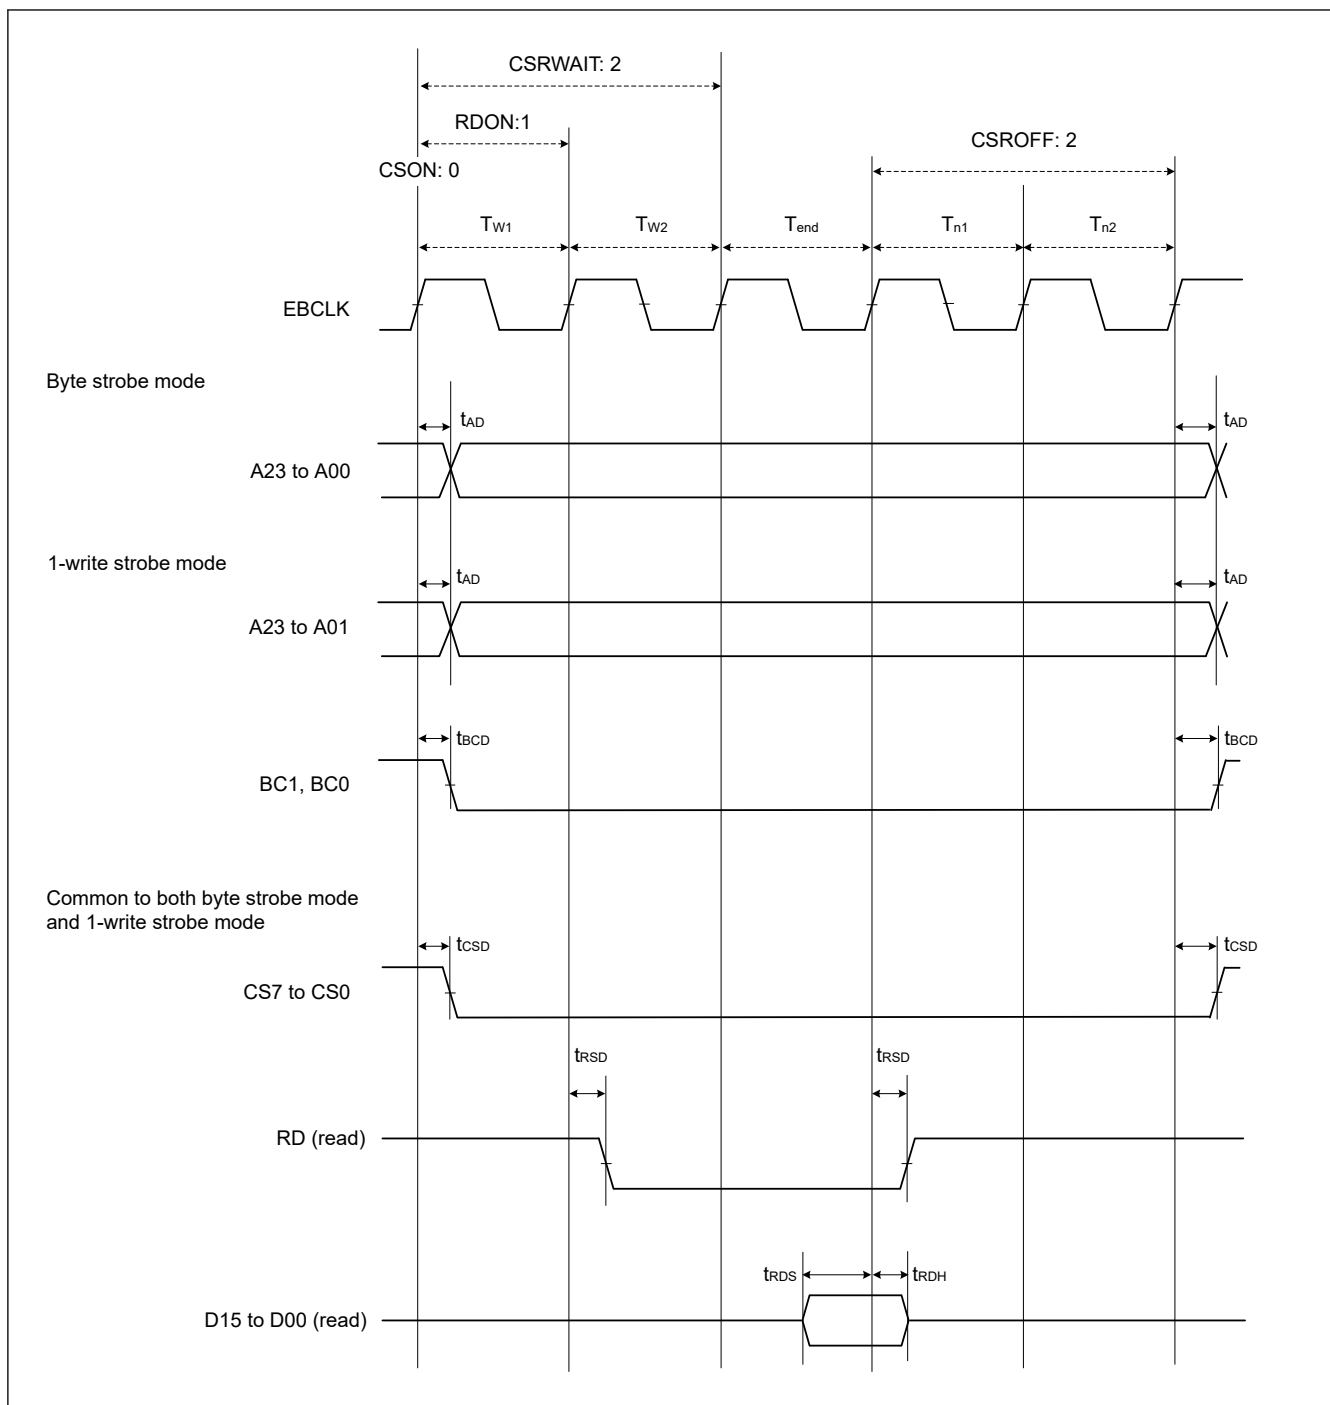 CSRWAIT: 2
RDON:1
CSROFF: 2
CSON: 0
TW1
TW2
Tend
Tn1
Tn2
EBCLK
Byte strobe mode
tAD
tAD
A23 to A00
1-write strobe mode
tAD
tAD
A23 to A01
tBCD
tBCD
BC1, BC0
Common to both byte strobe mode
and 1-write strobe mode
tCSD
tCSD
CS7 to CS0
tRSD
tRSD
RD (read)
tRDS
tRDH
D15 to D00 (read)